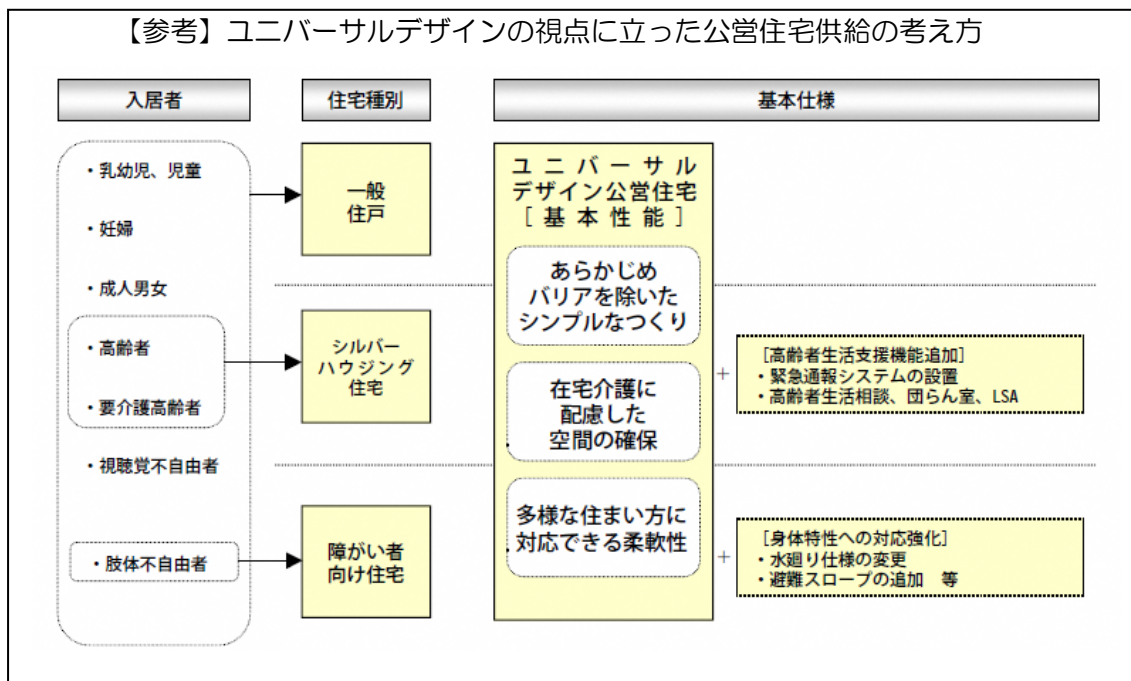 【参考】ユニバーサルデザインの視点に立った公営住宅供給の考え方
入居者
住宅種別
基本仕様
・乳幼児、児童
・妊婦
・成人男女
・高齢者
・要介護高齢者
・視聴覚不自由者
・肢体不自由者
一般
住戸
シルバー
ハウジング
住宅
障がい者
向け住宅
ユニバーサル
デザイン公営住宅
[基本性能]
あらかじめ
バリアを除いた
シンプルなつくり
在宅介護に
配慮した
空間の確保
多様な住まい方に
対応できる柔軟性
+
[高齢者生活支援機能追加]
・緊急通報システムの設置
・高齢者生活相談、団らん室、LSA
+
[身体特性への対応強化]
・水廻り仕様の変更
・避難スロープの追加 等